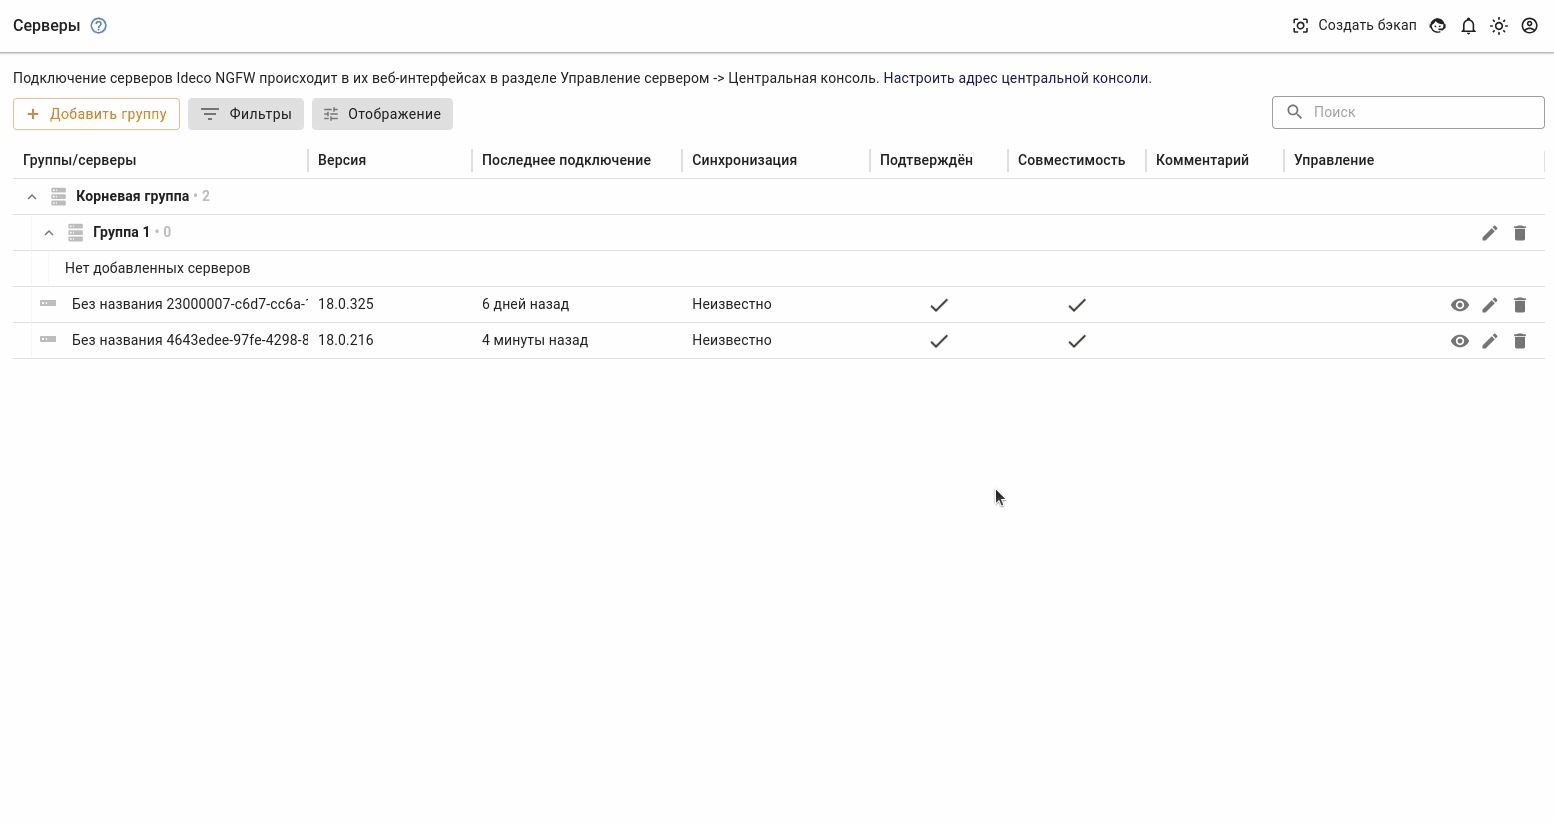 Серверы
Создать бэкап
Подключение серверов Ideco NGFW происходит в их веб-интерфейсах в разделе Управление сервером -> Центральная консоль. Настроить адрес центральной консоли.
Добавить группу Фильтры Отображение Поиск
Группы/серверы Версия Последнее подключение Синхронизация Подтверждён Совместимость Комментарий Управление
Корневая группа • 2
Группа 1 • 0
Нет добавленных серверов
Без названия 23000007-c6d7-cc6a- 18.0.325 6 дней назад Неизвестно
Без названия 4643edee-97fe-4298-8 18.0.216 4 минуты назад Неизвестно